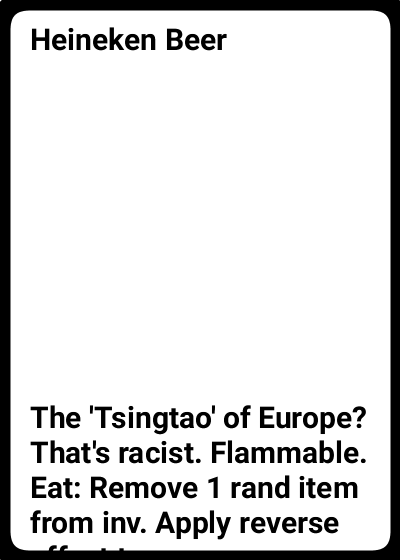 Heineken Beer
The 'Tsingtao' of Europe?
That's racist. Flammable.
Eat: Remove 1 rand item
from inv. Apply reverse